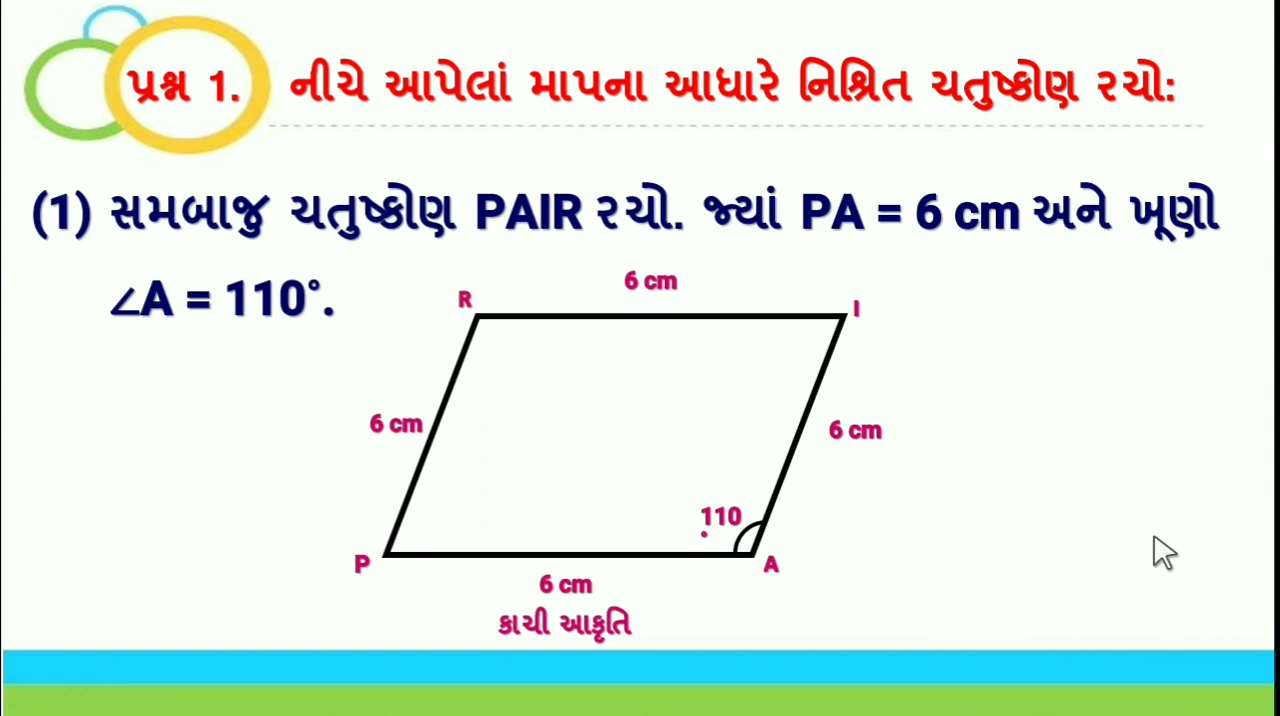 પ્રશ્ન 1. નીચે આપેલાં માપના આધારે નિશ્રિત ચતુષ્કોણ રચો:
(1) સમબાજુ ચતુષ્કોણ PAIR રચો. જ્યાં PA = 6 cm અને ખૂણો
∠A = 110°.
6 cm
R
I
6 cm
6 cm
110
P
A
6 cm
કાચી આકૃતિ